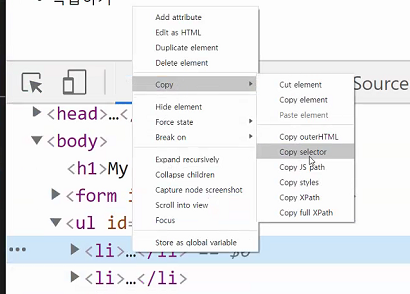 Add attribute
Edit as HTML
Duplicate element
Delete element
Copy
Cut element
Copy element
Paste element
Copy outerHTML
Copy selector
Copy JS path
Copy styles
Copy XPath
Copy full XPath
Hide element
Force state
Break on
Expand recursively
Collapse children
Capture node screenshot
Scroll into view
Focus
Store as global variable
Source
▶<head>…</
▼<body>
<h1>My
▶<form i
▼<ul id=
••• ▶<li>…</li> == $0
▶<li>…</li>